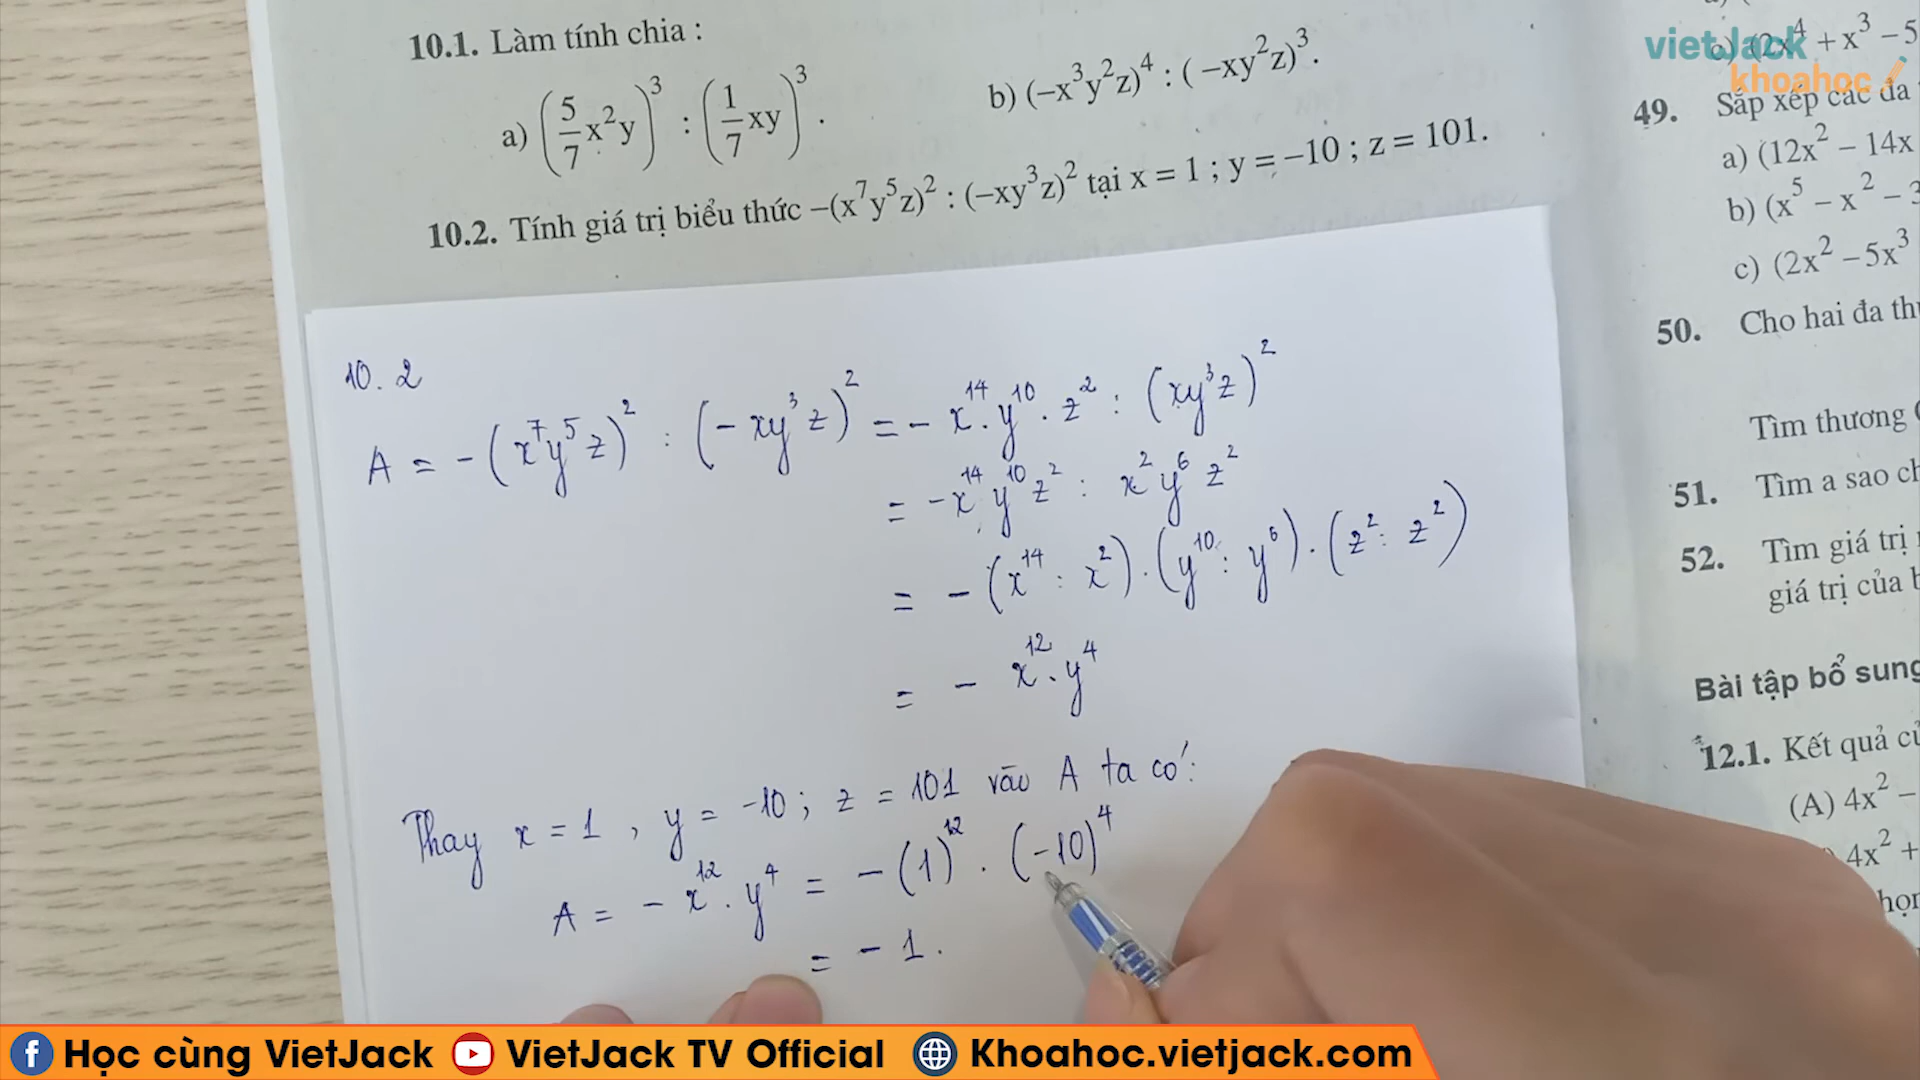 10.1. Làm tính chia :
a) (5/7 x²y)³ : (1/7 xy)³.
b) (–x³y²z)⁴ : (–xy²z)³.
10.2. Tính giá trị biểu thức –(x⁷y⁵z)² : (–xy³z)² tại x = 1 ; y = –10 ; z = 101.
10.2
A = -(x⁷y⁵z)² : (-xy³z)² = - x¹⁴.y¹⁰.z² : (xy³z)²
= -x¹⁴y¹⁰z² : x²y⁶z²
= -(x¹⁴ : x²).(y¹⁰ : y⁶).(z² : z²)
= - x¹².y⁴
Thay x = 1 , y = -10 ; z = 101 vào A ta có:
A = - x¹².y⁴ = -(1)¹².(-10)⁴
= - 1.
vietJack
khoahoc
c) (2x⁴ + x³ – 5
49. Sắp xếp các đa
a) (12x² – 14x
b) (x⁵ – x² – 3
c) (2x² – 5x³
50. Cho hai đa
Tìm thương
51. Tìm a sao
52. Tìm giá trị
giá trị của
Bài tập bổ sung
12.1. Kết quả
(A) 4x² –
4x² +
Học cùng VietJack VietJack TV Official Khoahoc.vietjack.com